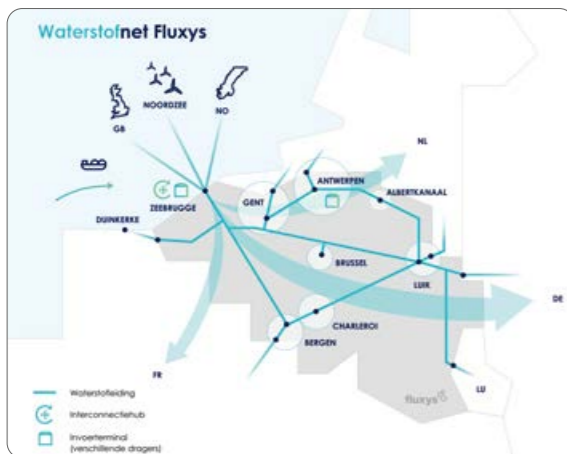 Waterstofnet Fluxys
NOORDZEE
NO
GB
NL
ANTWERPEN
GENT
ALBERTKANAAL
ZEEBRUGGE
DUINKERKE
BRUSSEL
LUIK
DE
CHARLEROI
BERGEN
FR
LU
fluxys
Waterstofleiding
Interconnectiehub
Invoerterminal
(verschillende dragers)